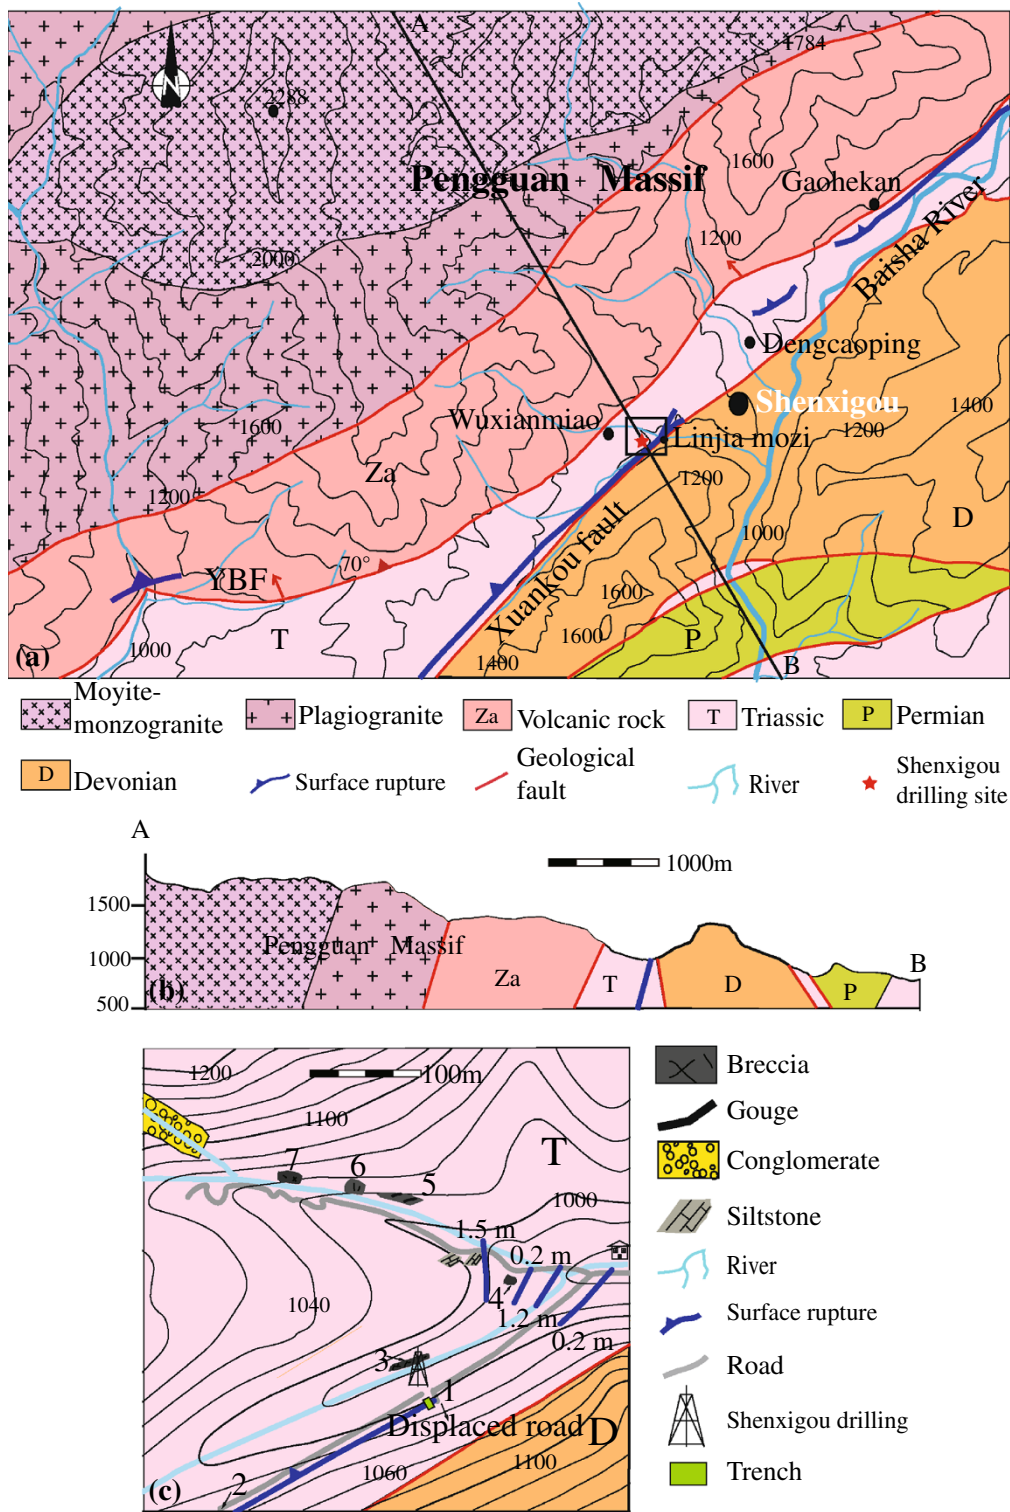 A
1784
2288
N
1600
Pengguan Massif
Gaohekan
1200
2000
Baisha River
Dengcaoping
Shenxigou
1400
Wuxianmiao
Linjia mozi
1200
1600
Za
1200
1200
D
1000
Xuankou fault
70°
YBF
1600
P
T
1600
1000
1400
B
(a)
Moyite-
monzogranite
Plagiogranite
Za
Volcanic rock
T
Triassic
P
Permian
D
Devonian
Surface rupture
Geological
fault
River
Shenxigou
drilling site
A
1000m
1500
1000
500
Pengguan Massif
Za
T
D
P
B
(b)
1200
100m
1100
T
7
6
5
1000
1.5 m
0.2 m
4
1040
1.2 m
0.2 m
3
1
Displaced road
D
1100
2
1060
(c)
Breccia
Gouge
Conglomerate
Siltstone
River
Surface rupture
Road
Shenxigou drilling
Trench